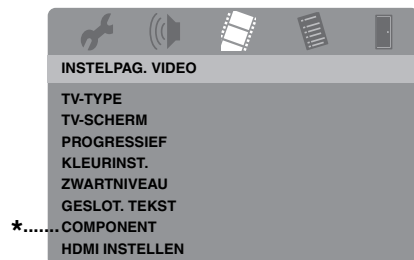 INSTELPAG. VIDEO
TV-TYPE
TV-SCHERM
PROGRESSIEF
KLEURINST.
ZWARTNIVEAU
GESLOT. TEKST
*.......COMPONENT
HDMI INSTELLEN